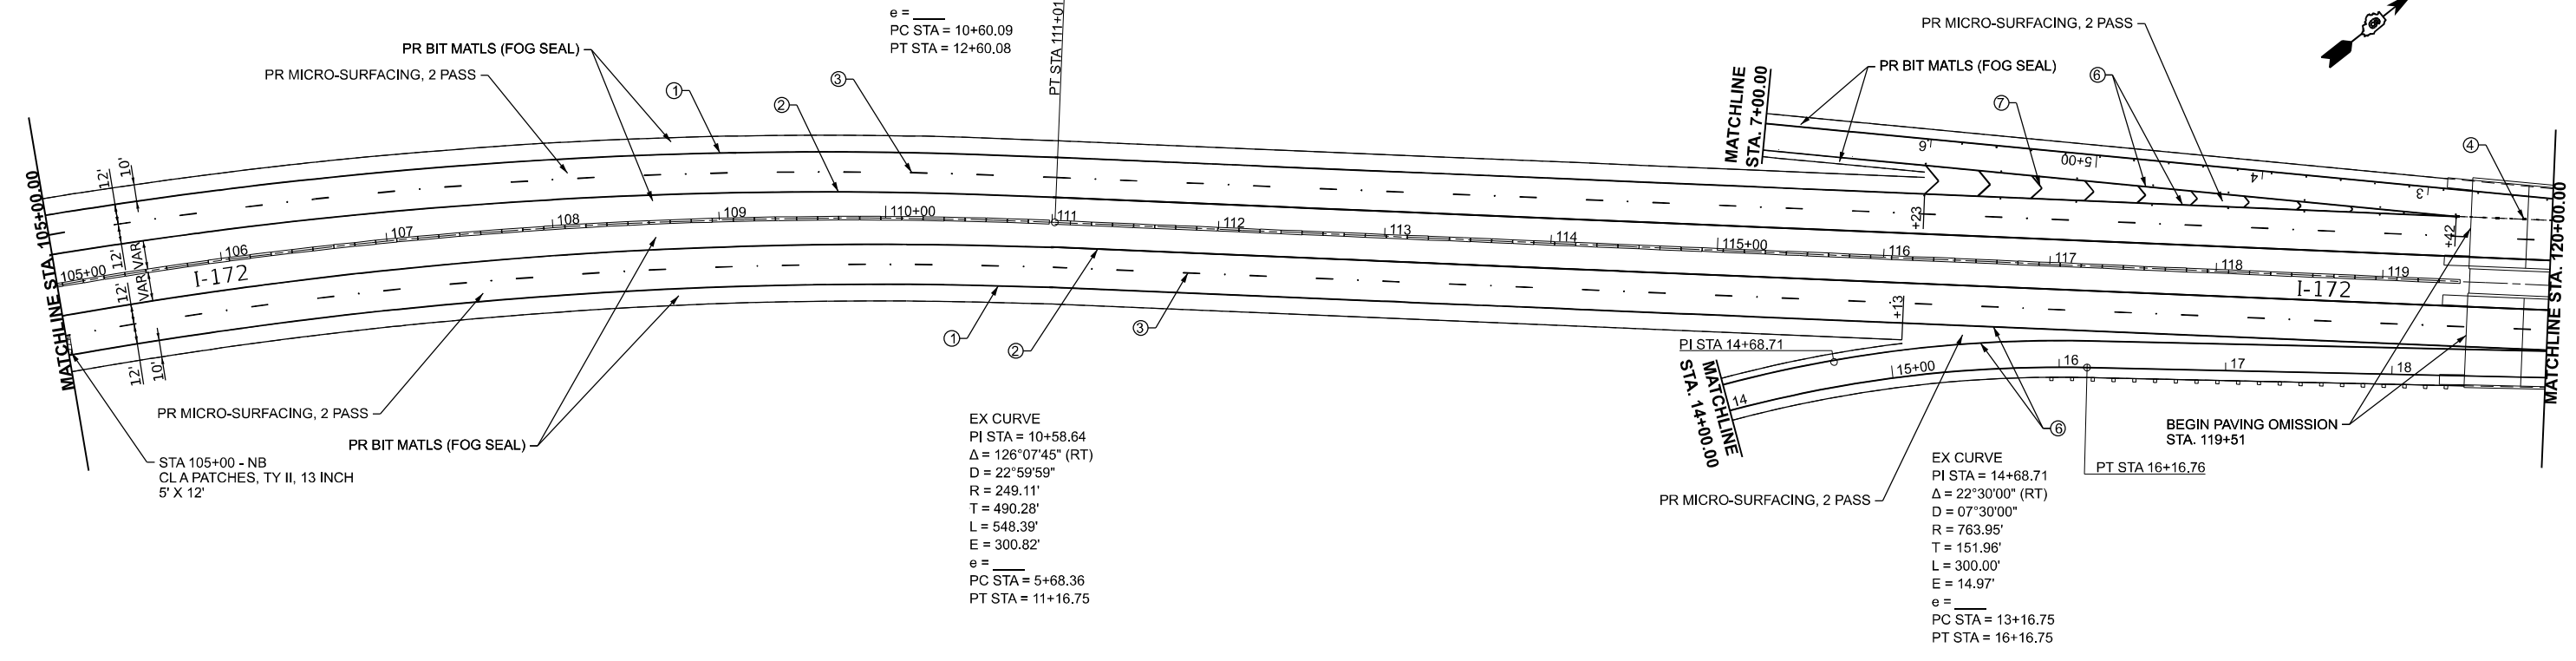 e = ____
PC STA = 10+60.09
PT STA = 12+60.08
PT STA 111+01
PR BIT MATLS (FOG SEAL)
PR MICRO-SURFACING, 2 PASS
1
2
3
PR MICRO-SURFACING, 2 PASS
PR BIT MATLS (FOG SEAL)
6
7
4
MATCHLINE
STA. 7+00.00
6
5+00
4
3
MATCHLINE STA. 105+00.00
12'
10'
12'
VAR
VAR
12'
12'
10'
105+00
106
107
108
109
110+00
111
112
113
114
115+00
116
117
118
119
I-172
I-172
+23
+42
+13
MATCHLINE STA. 120+00.00
1
2
3
PI STA 14+68.71
MATCHLINE
STA. 14+00.00
14
15+00
16
17
18
6
PR MICRO-SURFACING, 2 PASS
PR BIT MATLS (FOG SEAL)
STA 105+00 - NB
CL A PATCHES, TY II, 13 INCH
5' X 12'
EX CURVE
PI STA = 10+58.64
Δ = 126°07'45" (RT)
D = 22°59'59"
R = 249.11'
T = 490.28'
L = 548.39'
E = 300.82'
e = ____
PC STA = 5+68.36
PT STA = 11+16.75
PR MICRO-SURFACING, 2 PASS
BEGIN PAVING OMISSION
STA. 119+51
PT STA 16+16.76
EX CURVE
PI STA = 14+68.71
Δ = 22°30'00" (RT)
D = 07°30'00"
R = 763.95'
T = 151.96'
L = 300.00'
E = 14.97'
e = ____
PC STA = 13+16.75
PT STA = 16+16.75